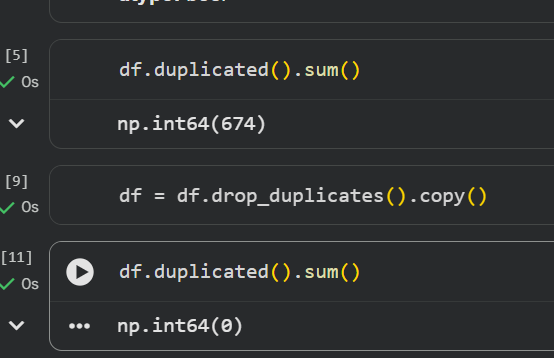 [5]
0s
df.duplicated().sum()
np.int64(674)
[9]
0s
df = df.drop_duplicates().copy()
[11]
0s
df.duplicated().sum()
np.int64(0)